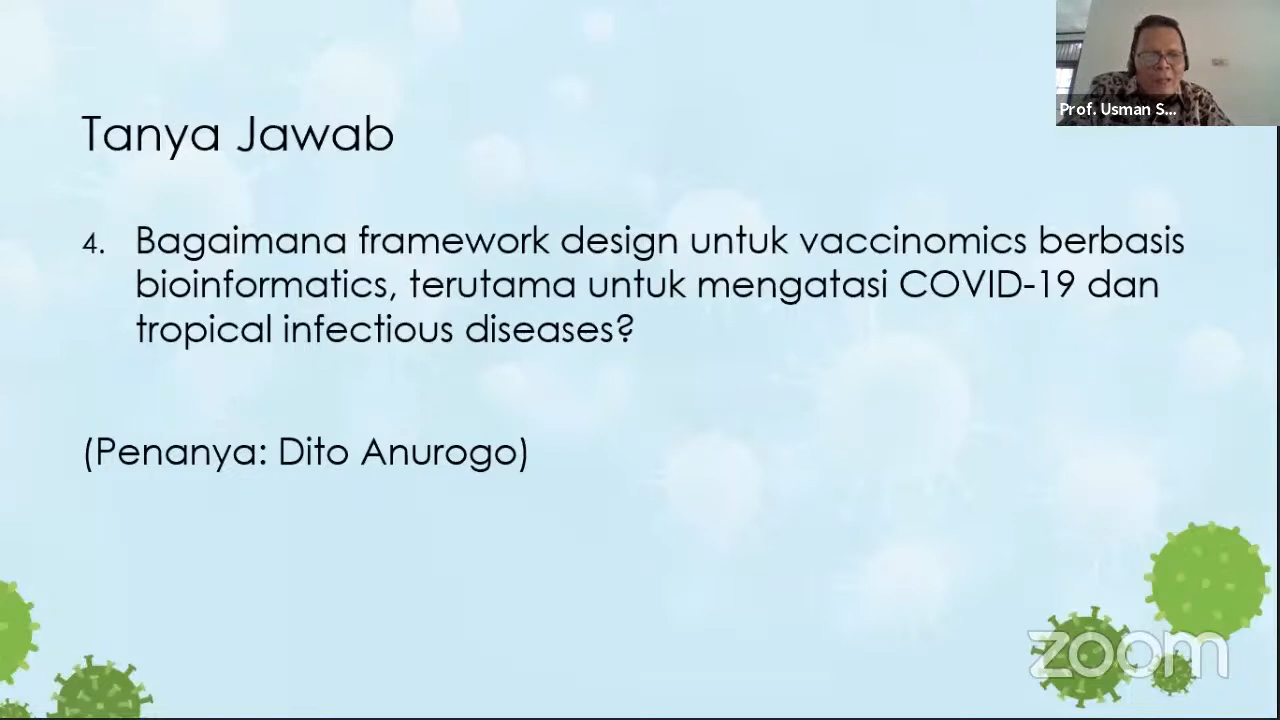 Prof. Usman S...
Tanya Jawab
4. Bagaimana framework design untuk vaccinomics berbasis
bioinformatics, terutama untuk mengatasi COVID-19 dan
tropical infectious diseases?
(Penanya: Dito Anurogo)
zoom